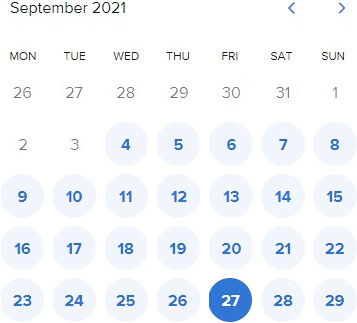 September 2021
MON TUE WED THU FRI SAT SUN
26 27 28 29 30 31 1
2 3 4 5 6 7 8
9 10 11 12 13 14 15
16 17 18 19 20 21 22
23 24 25 26 27 28 29